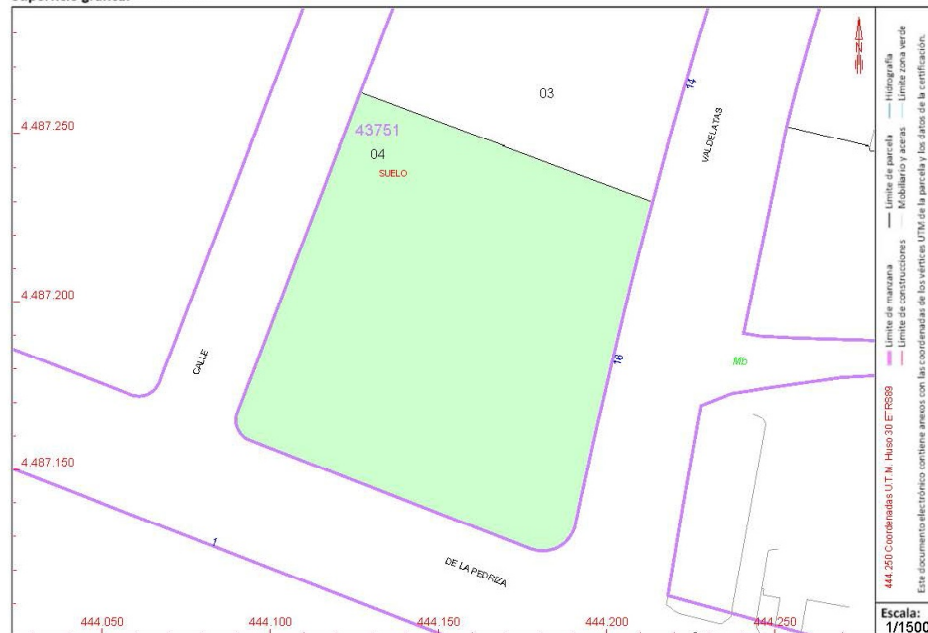 Superficie gráfica:
4.487.250
4.487.200
4.487.150
444.050
444.100
444.150
444.200
444.250
03
43751
04
SUELO
14
VALDELATAS
CALLE
18
Mb
1
DE LA PEDRIZA
444.250 Coordenadas U.T.M. Huso 30 ETRS89
Límite de manzana
Límite de parcela
Hidrografía
Límite de construcciones
Mobiliario y aceras
Límite zona verde
Este documento electrónico contiene anexos con las coordenadas de los vértices UTM de la parcela y los datos de la certificación.
Escala:
1/1500